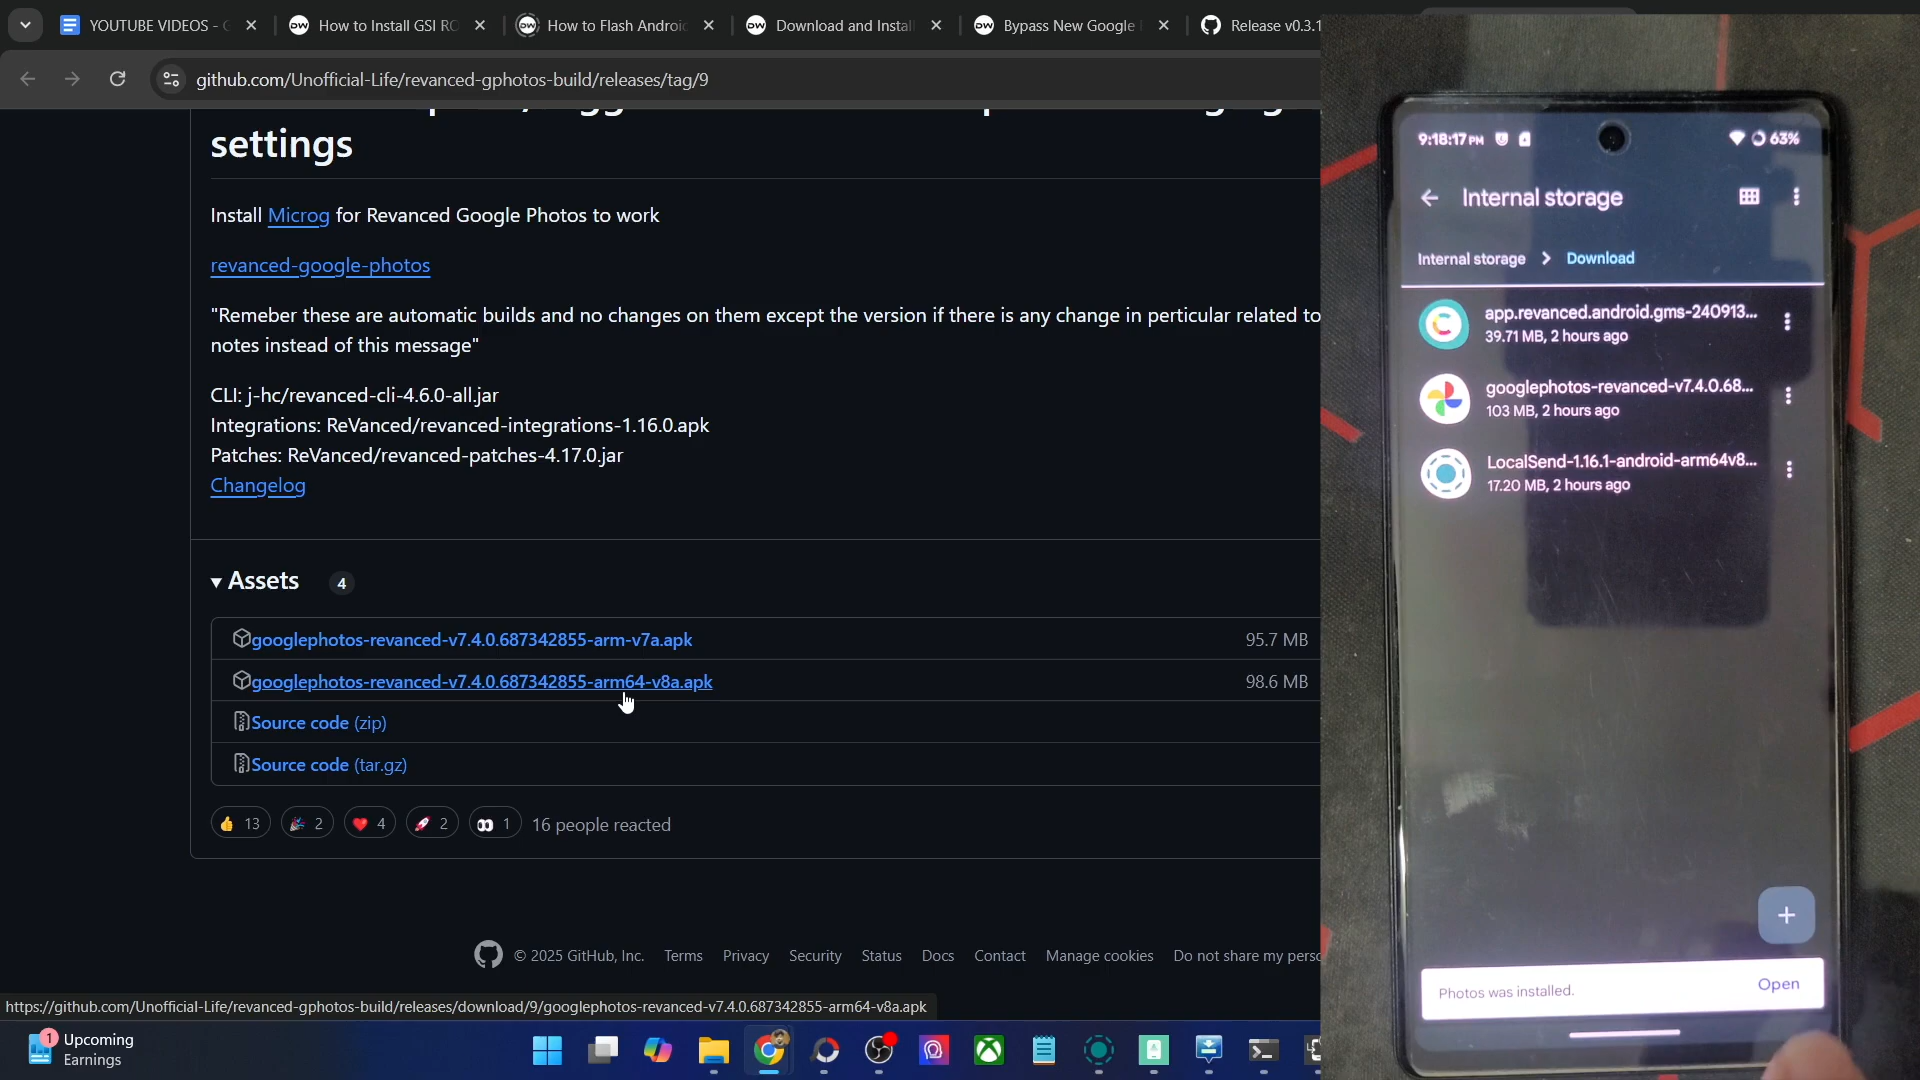 YOUTUBE VIDEOS -
How to Install GSI RO
How to Flash Android
Download and Install
Bypass New Google
Release v0.3.1
github.com/Unofficial-Life/revanced-gphotos-build/releases/tag/9
settings
Install Microg for Revanced Google Photos to work
revanced-google-photos
"Remeber these are automatic builds and no changes on them except the version if there is any change in perticular related to
notes instead of this message"
CLI: j-hc/revanced-cli-4.6.0-all.jar
Integrations: ReVanced/revanced-integrations-1.16.0.apk
Patches: ReVanced/revanced-patches-4.17.0.jar
Changelog
Assets 4
googlephotos-revanced-v7.4.0.687342855-arm-v7a.apk 95.7 MB
googlephotos-revanced-v7.4.0.687342855-arm64-v8a.apk 98.6 MB
Source code (zip)
Source code (tar.gz)
13 2 4 2 1 16 people reacted
© 2025 GitHub, Inc. Terms Privacy Security Status Docs Contact Manage cookies Do not share my perso
https://github.com/Unofficial-Life/revanced-gphotos-build/releases/download/9/googlephotos-revanced-v7.4.0.687342855-arm64-v8a.apk
1 Upcoming
Earnings
9:18:17 PM 63%
Internal storage
Internal storage > Download
app.revanced.android.gms-240913...
39.71 MB, 2 hours ago
googlephotos-revanced-v7.4.0.68...
103 MB, 2 hours ago
LocalSend-1.16.1-android-arm64v8...
17.20 MB, 2 hours ago
Photos was installed. Open